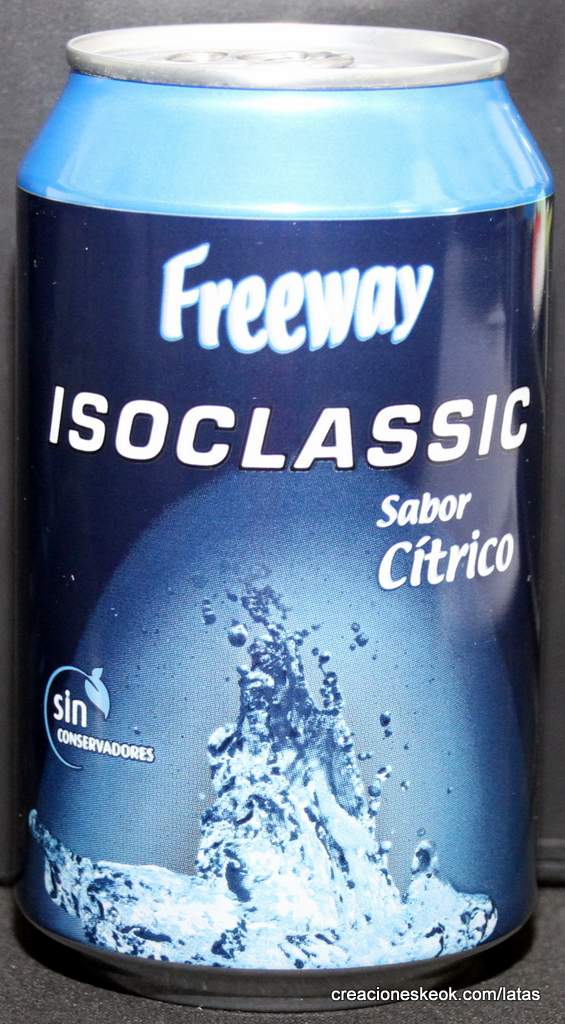 Freeway
ISOCLASSIC
Sabor
Cítrico
sin
CONSERVADORES
creacioneskeok.com/latas